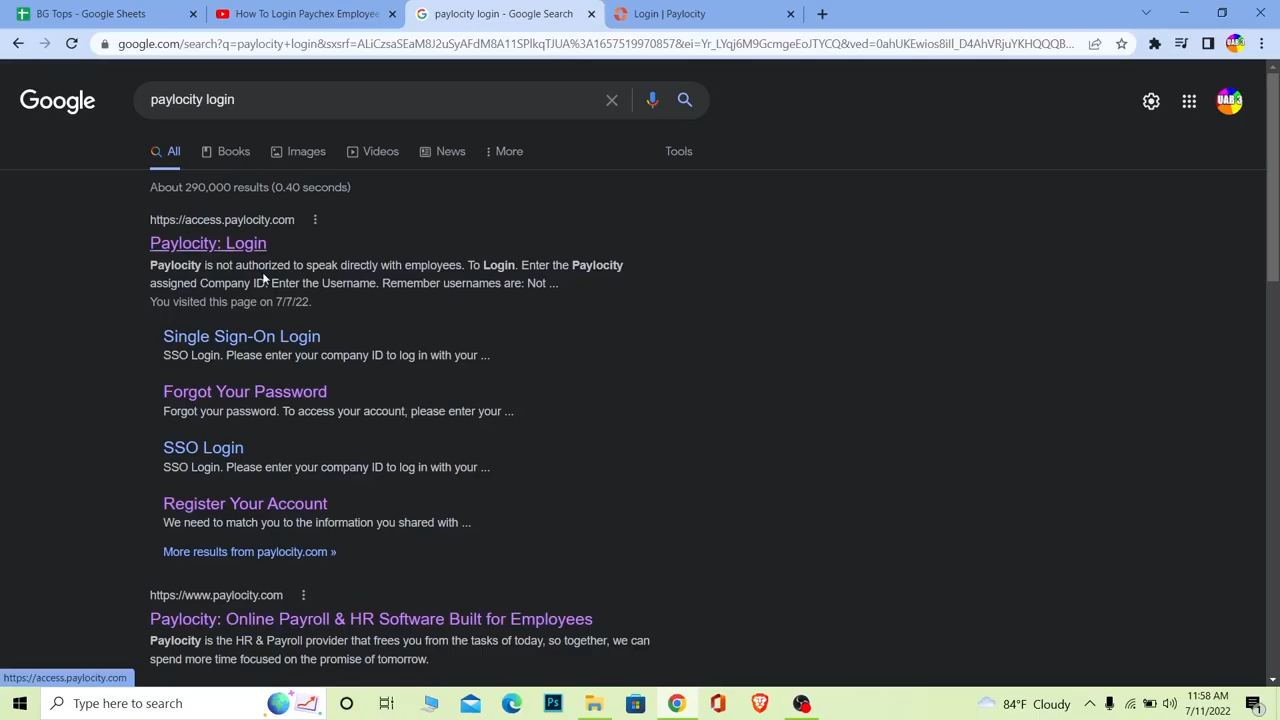 BG Tops - Google Sheets
How To Login Paychex Employee
paylocity login - Google Search
Login | Paylocity
google.com/search?q=paylocity+login&sxsrf=ALiCzsaSEaM8J2uSyAFdM8A11SPlkqTJUA%3A1657519970857&ei=Yr_LYqj6M9GcmgeEoJTYCQ&ved=0ahUKEwios8iIl_D4AhVRjuYKHQQQB...
Google
paylocity login
UAB3
All
Books
Images
Videos
News
More
Tools
About 290,000 results (0.40 seconds)
https://access.paylocity.com
Paylocity: Login
Paylocity is not authorized to speak directly with employees. To Login. Enter the Paylocity
assigned Company ID. Enter the Username. Remember usernames are: Not ...
You visited this page on 7/7/22.
Single Sign-On Login
SSO Login. Please enter your company ID to log in with your ...
Forgot Your Password
Forgot your password. To access your account, please enter your ...
SSO Login
SSO Login. Please enter your company ID to log in with your ...
Register Your Account
We need to match you to the information you shared with ...
More results from paylocity.com »
https://www.paylocity.com
Paylocity: Online Payroll & HR Software Built for Employees
Paylocity is the HR & Payroll provider that frees you from the tasks of today, so together, we can
spend more time focused on the promise of tomorrow.
https://access.paylocity.com
Type here to search
Ps
84°F Cloudy
11:58 AM
7/11/2022
1